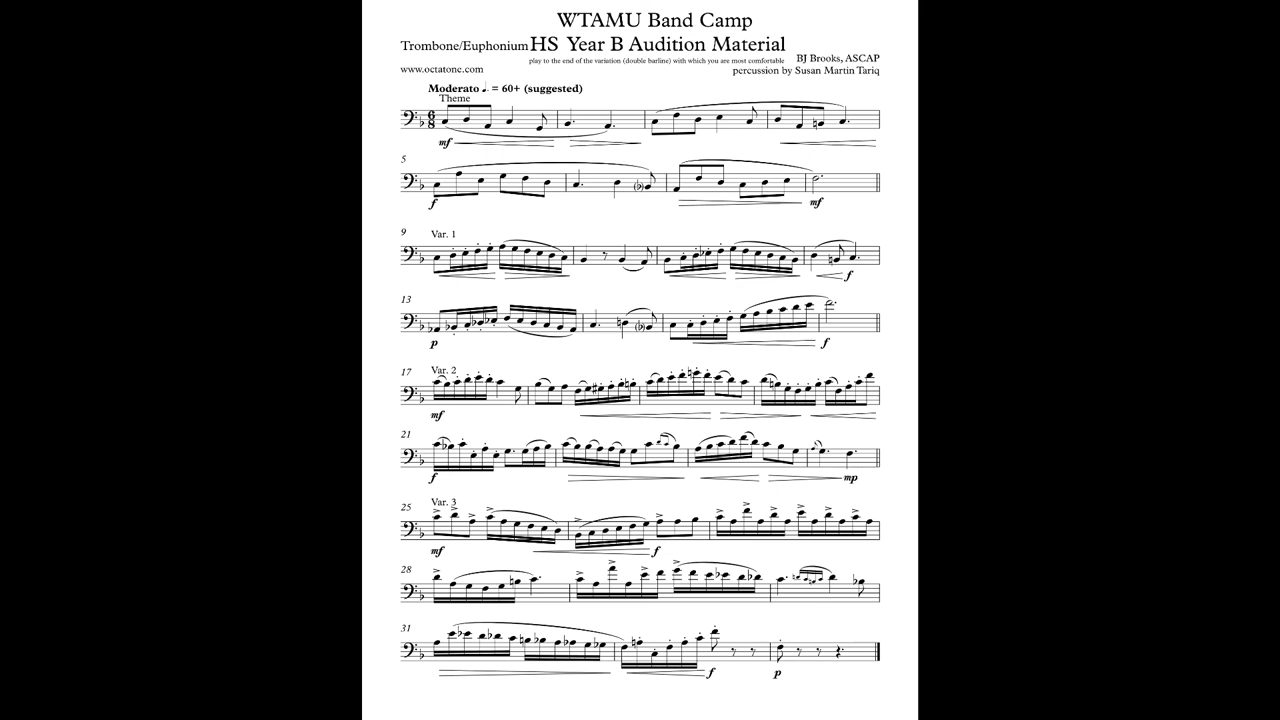 WTAMU Band Camp
Trombone/Euphonium HS Year B Audition Material
play to the end of the variation (double barline) with which you are most comfortable
BJ Brooks, ASCAP
www.octatone.com
percussion by Susan Martin Tariq
Moderato ♩. = 60+ (suggested)
Theme
6
8
mf
5
f
mf
9
Var. 1
f
13
p
f
17
Var. 2
mf
21
f
mp
25
Var. 3
mf
f
28
31
f
p